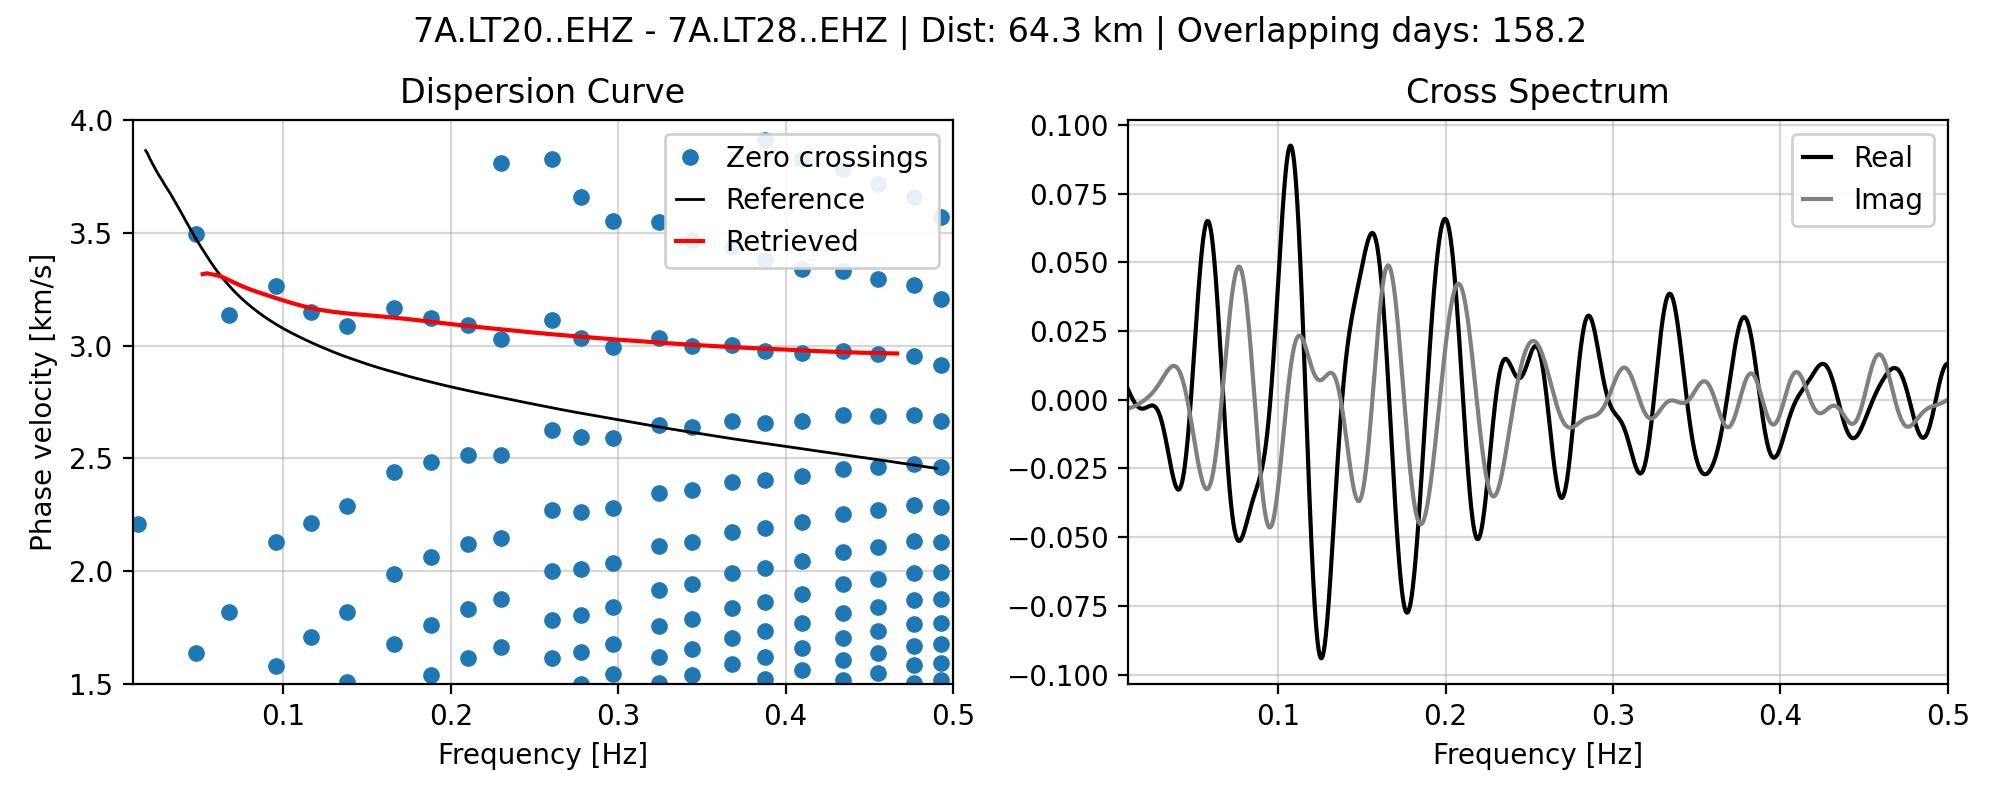 7A.LT20..EHZ - 7A.LT28..EHZ | Dist: 64.3 km | Overlapping days: 158.2
Dispersion Curve
4.0
3.5
3.0
2.5
2.0
1.5
Phase velocity [km/s]
Zero crossings
Reference
Retrieved
0.1 0.2 0.3 0.4 0.5
Frequency [Hz]
Cross Spectrum
0.100
0.075
0.050
0.025
0.000
−0.025
−0.050
−0.075
−0.100
Real
Imag
0.1 0.2 0.3 0.4 0.5
Frequency [Hz]